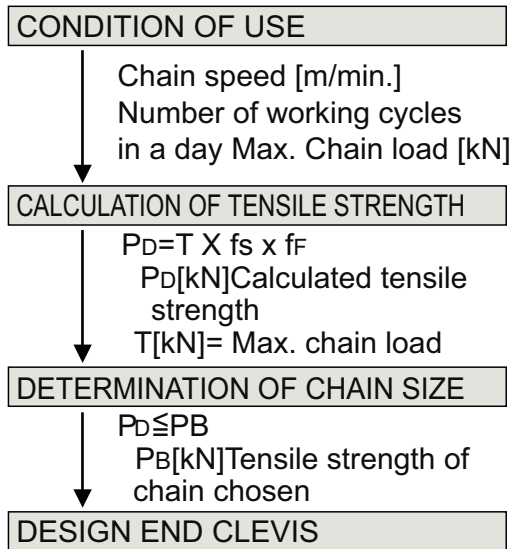 CONDITION OF USE
Chain speed [m/min.]
Number of working cycles
in a day Max. Chain load [kN]
CALCULATION OF TENSILE STRENGTH
PD=T X fs x fF
PD[kN]Calculated tensile
strength
T[kN]= Max. chain load
DETERMINATION OF CHAIN SIZE
PD≦PB
PB[kN]Tensile strength of
chain chosen
DESIGN END CLEVIS